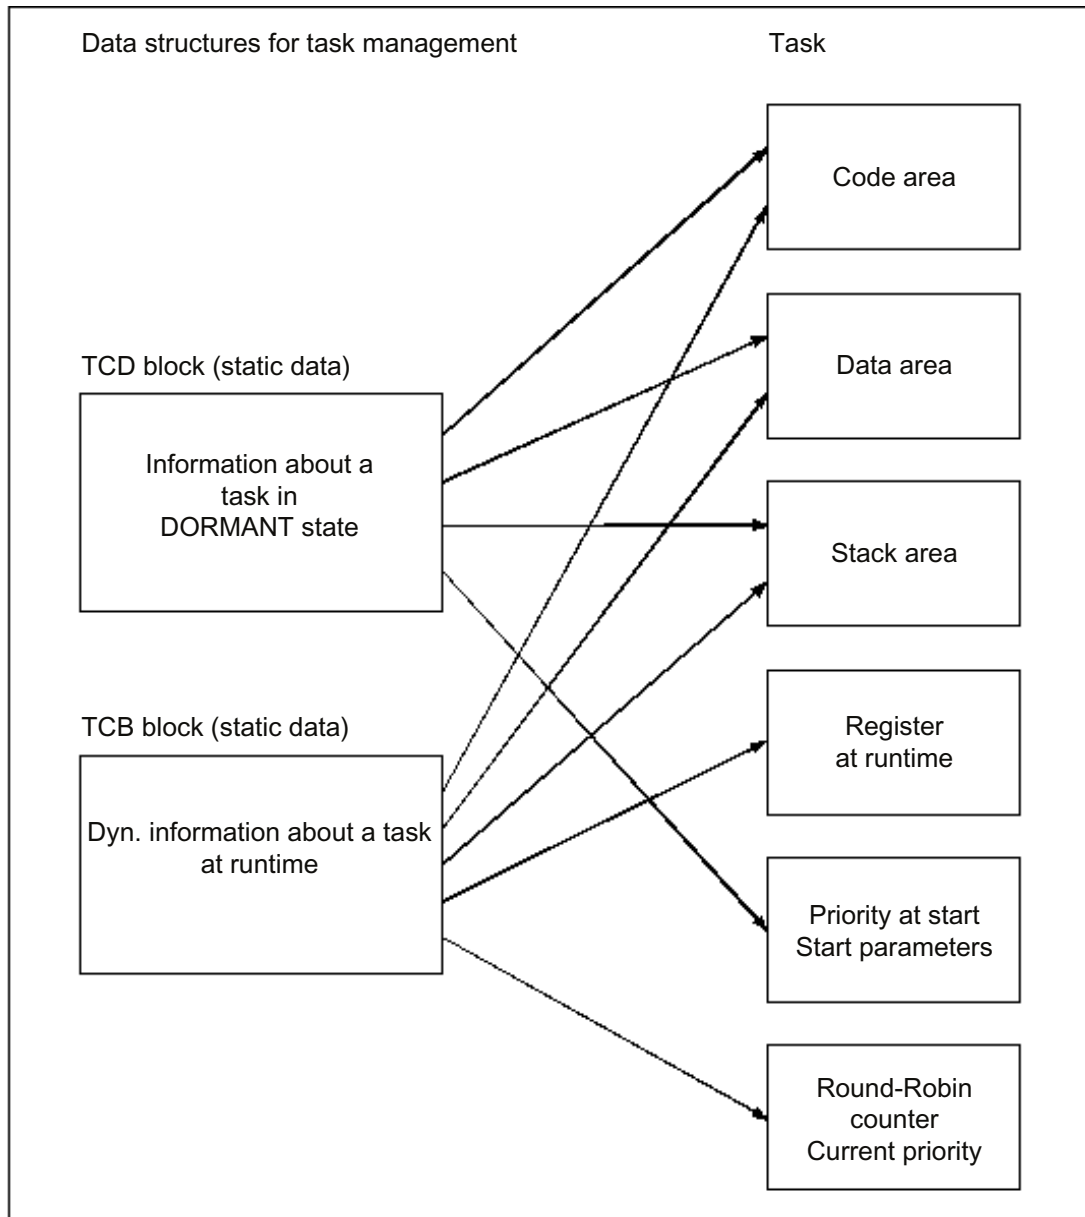 Data structures for task management
Task
Code area
Data area
TCD block (static data)
Information about a
task in
DORMANT state
Stack area
TCB block (static data)
Register
at runtime
Dyn. information about a task
at runtime
Priority at start
Start parameters
Round-Robin
counter
Current priority